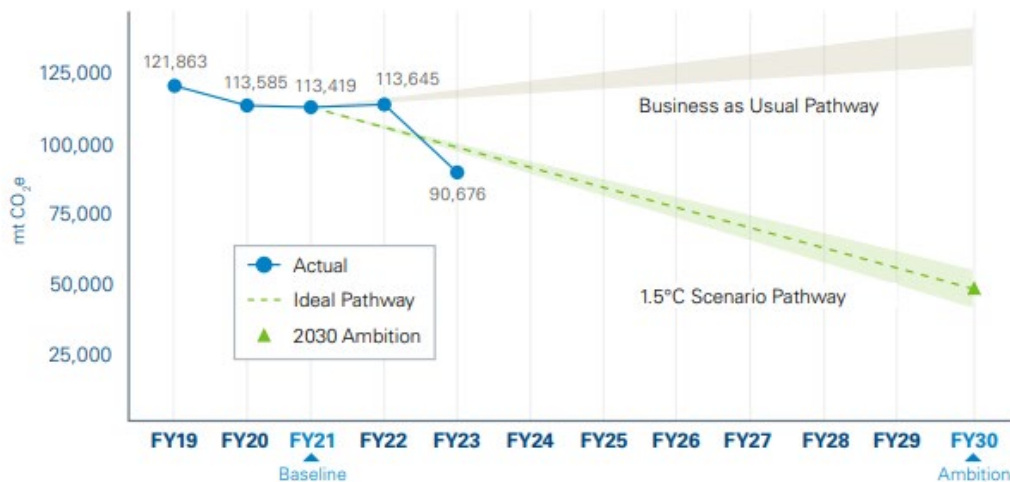 125,000
100,000
75,000
50,000
25,000
mt CO₂e
121,863
113,585
113,419
113,645
90,676
Business as Usual Pathway
1.5°C Scenario Pathway
Actual
Ideal Pathway
2030 Ambition
FY19 FY20 FY21 FY22 FY23 FY24 FY25 FY26 FY27 FY28 FY29 FY30
Baseline Ambition